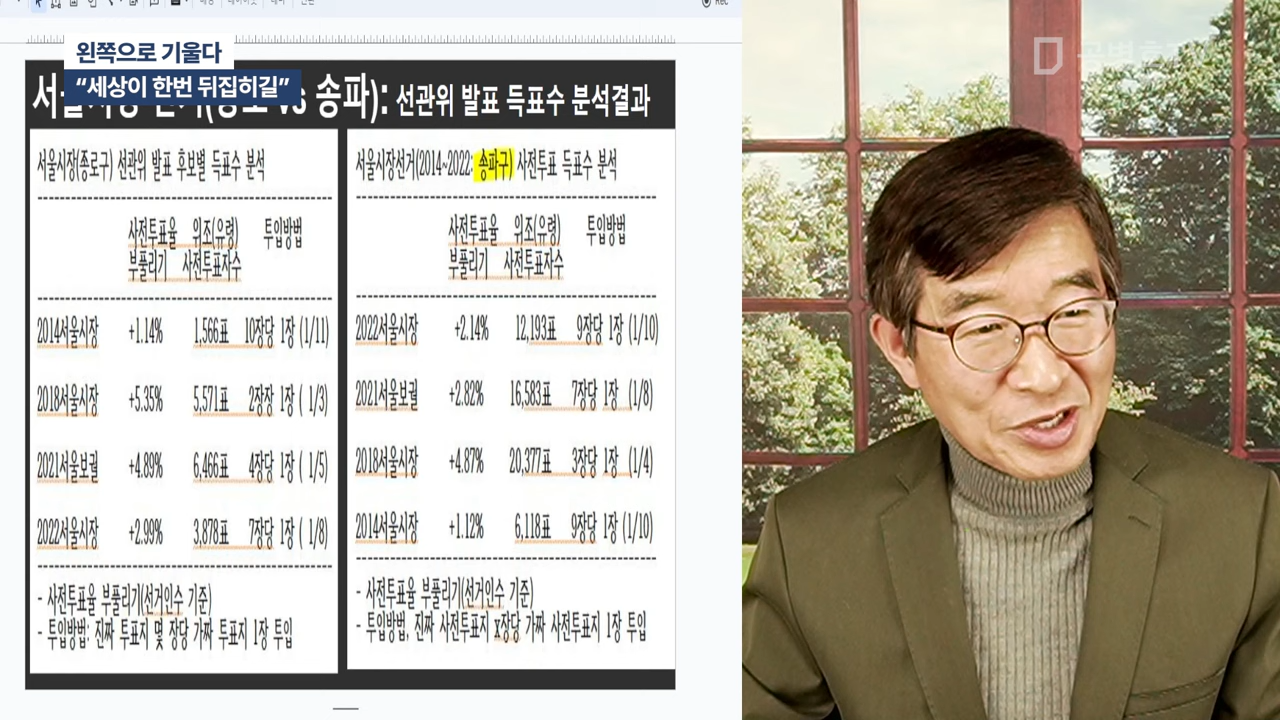 왼쪽으로 기울다
“세상이 한번 뒤집히길”
송파): 선관위 발표 득표수 분석결과
서울시장(종로구) 선관위 발표 후보별 득표수 분석
사전투표율 위조(유령) 투입방법
부풀리기 사전투표자수
2014서울시장 +1.14% 1,566표 10장당 1장 (1/11)
2018서울시장 +5.35% 5,571표 2장장 1장 ( 1/3)
2021서울보궐 +4.89% 6,466표 4장당 1장 ( 1/5)
2022서울시장 +2.99% 3,878표 7장당 1장 ( 1/8)
- 사전투표율 부풀리기(선거인수 기준)
- 투입방법: 진짜 투표지 몇 장당 가짜 투표지 1장 투입
서울시장선거(2014~2022: 송파구) 사전투표 득표수 분석
사전투표율 위조(유령) 투입방법
부풀리기 사전투표자수
2022서울시장 +2.14% 12,193표 9장당 1장 (1/10)
2021서울보궐 +2.82% 16,583표 7장당 1장 (1/8)
2018서울시장 +4.87% 20,377표 3장당 1장 (1/4)
2014서울시장 +1.12% 6,118표 9장당 1장 (1/10)
- 사전투표율 부풀리기(선거인수 기준)
- 투입방법, 진짜 사전투표지 x장당 가짜 사전투표지 1장 투입
Rec